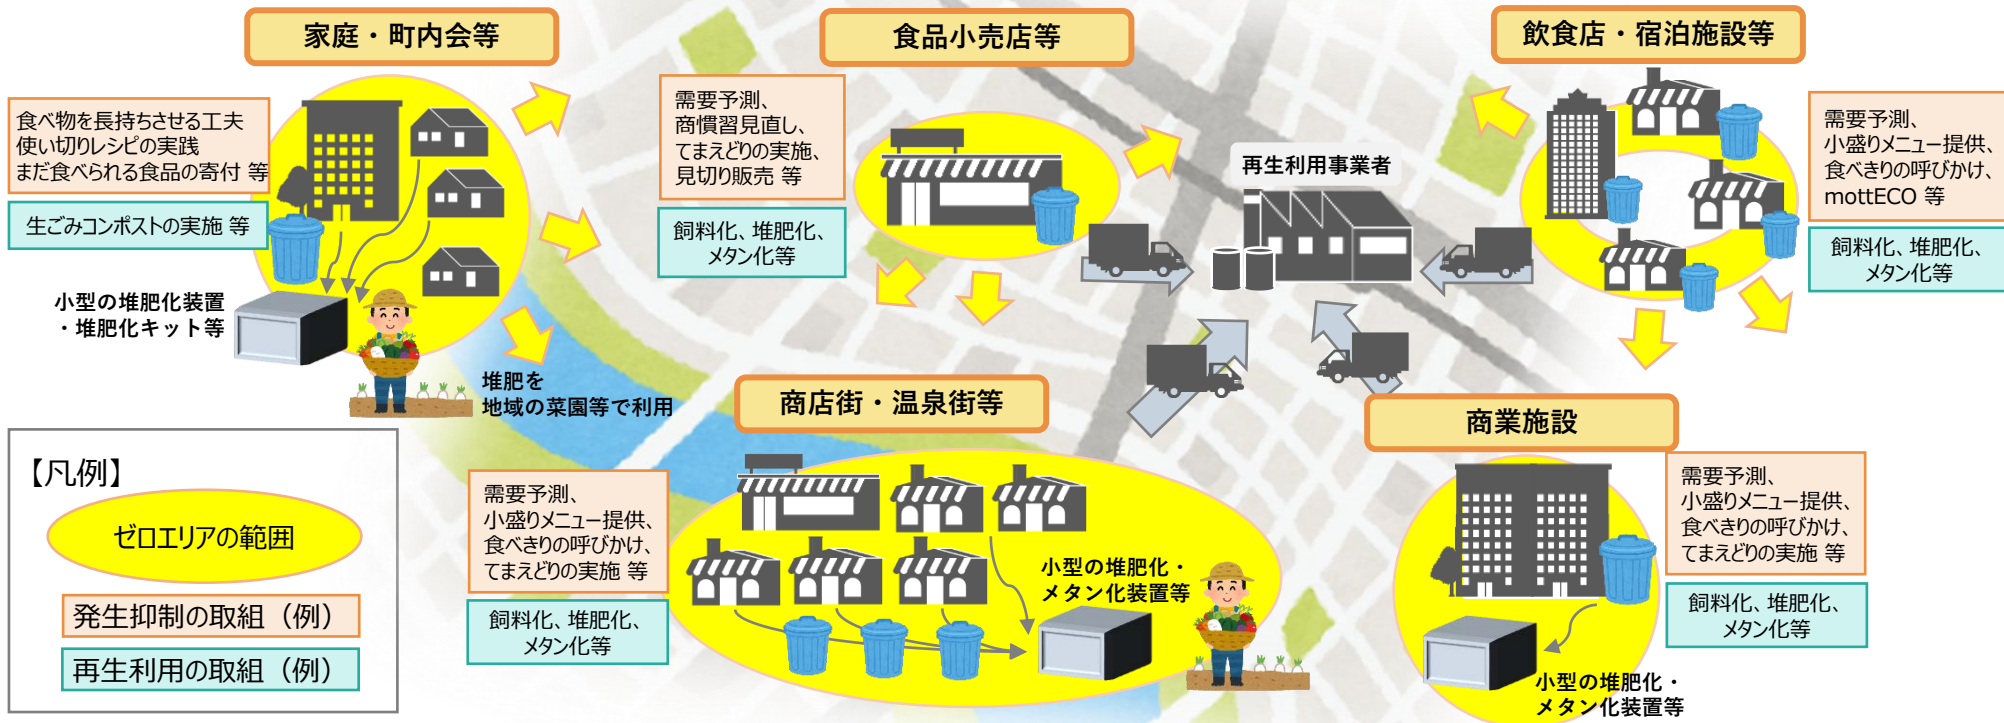 家庭・町内会等
食べ物を長持ちさせる工夫
使い切りレシピの実践
まだ食べられる食品の寄付 等
生ごみコンポストの実施 等
小型の堆肥化装置
・堆肥化キット等
堆肥を
地域の菜園等で利用
食品小売店等
需要予測、
商慣習見直し、
てまえどりの実施、
見切り販売 等
飼料化、堆肥化、
メタン化等
再生利用事業者
飲食店・宿泊施設等
需要予測、
小盛りメニュー提供、
食べきりの呼びかけ、
mottECO 等
飼料化、堆肥化、
メタン化等
【凡例】
ゼロエリアの範囲
発生抑制の取組（例）
再生利用の取組（例）
商店街・温泉街等
需要予測、
小盛りメニュー提供、
食べきりの呼びかけ、
てまえどりの実施 等
飼料化、堆肥化、
メタン化等
小型の堆肥化・
メタン化装置等
商業施設
需要予測、
小盛りメニュー提供、
食べきりの呼びかけ、
てまえどりの実施 等
飼料化、堆肥化、
メタン化等
小型の堆肥化・
メタン化装置等